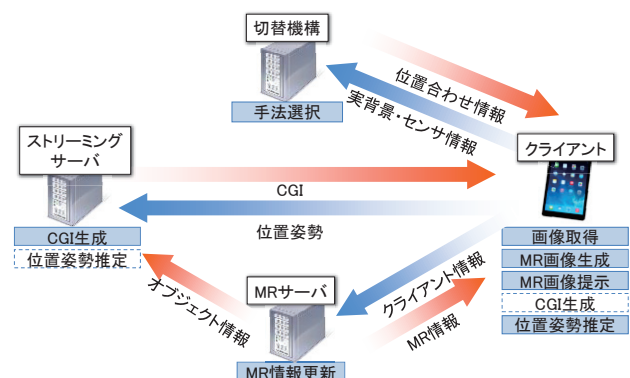 切替機構
手法選択
位置合わせ情報
実背景・センサ情報
ストリーミング
サーバ
CGI生成
位置姿勢推定
CGI
位置姿勢
クライアント
画像取得
MR画像生成
MR画像提示
CGI生成
位置姿勢推定
オブジェクト情報
MRサーバ
MR情報更新
クライアント情報
MR情報